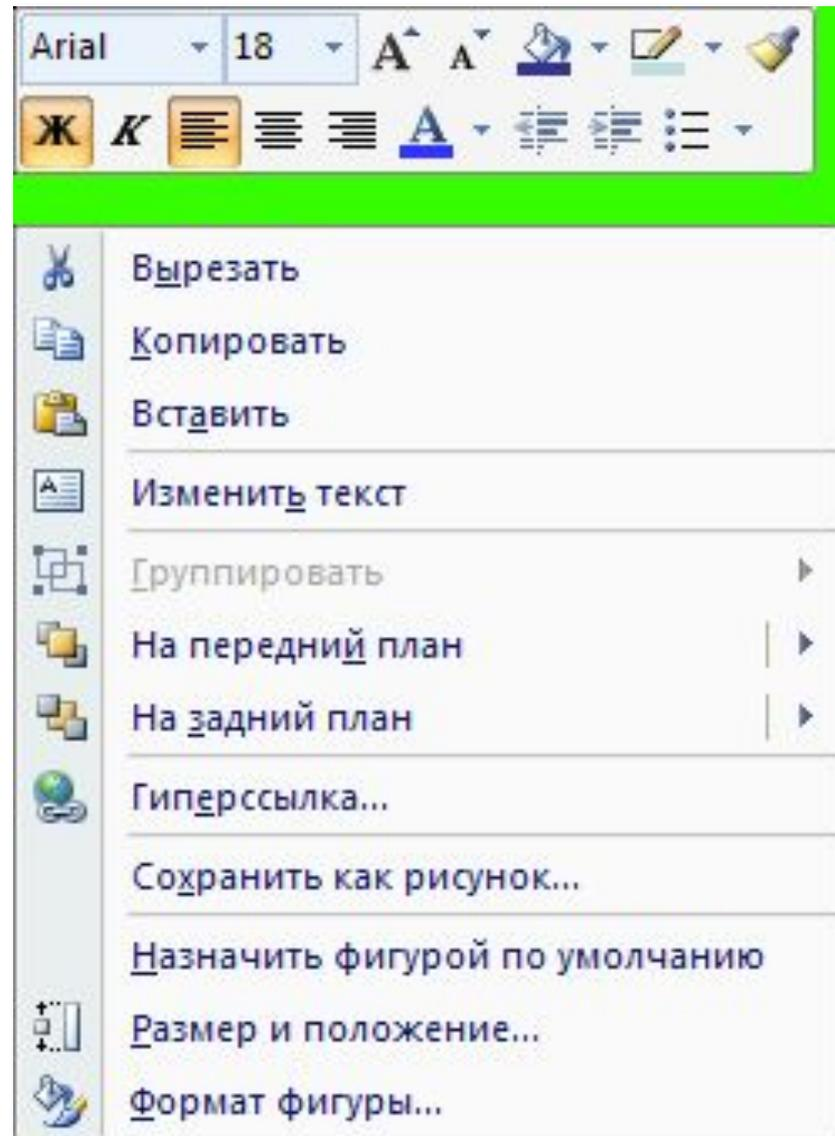 Arial 18
Ж К
Вырезать
Копировать
Вставить
Изменить текст
Группировать
На передний план
На задний план
Гиперссылка...
Сохранить как рисунок...
Назначить фигурой по умолчанию
Размер и положение...
Формат фигуры...